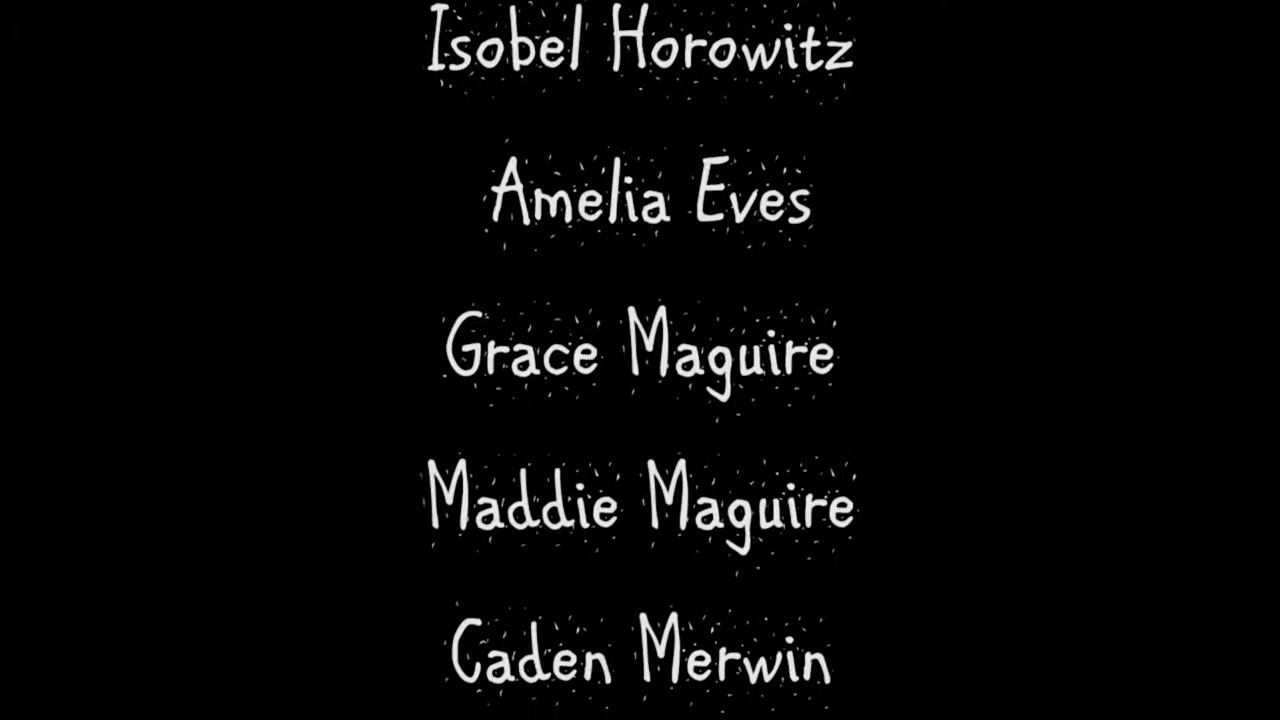 Isobel Horowitz
Amelia Eves
Grace Maguire
Maddie Maguire
Caden Merwin